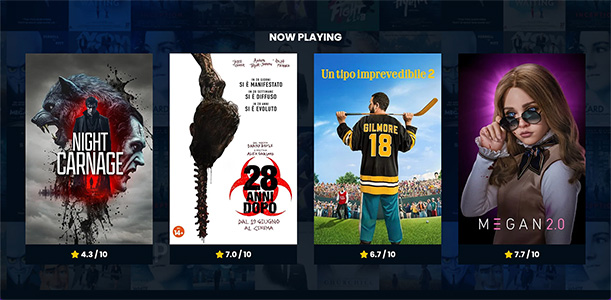 NOW PLAYING
NIGHT
CARNAGE
4.3 / 10
IN 28 GIORNI
SI È MANIFESTATO
IN 28 SETTIMANE
SI È DIFFUSO
IN 28 ANNI
SI È EVOLUTO
28
ANNI
DOPO
DAL 19 GIUGNO
AL CINEMA
14+
7.0 / 10
Un tipo imprevedibile 2
GILMORE
18
6.7 / 10
MEGAN 2.0
7.7 / 10